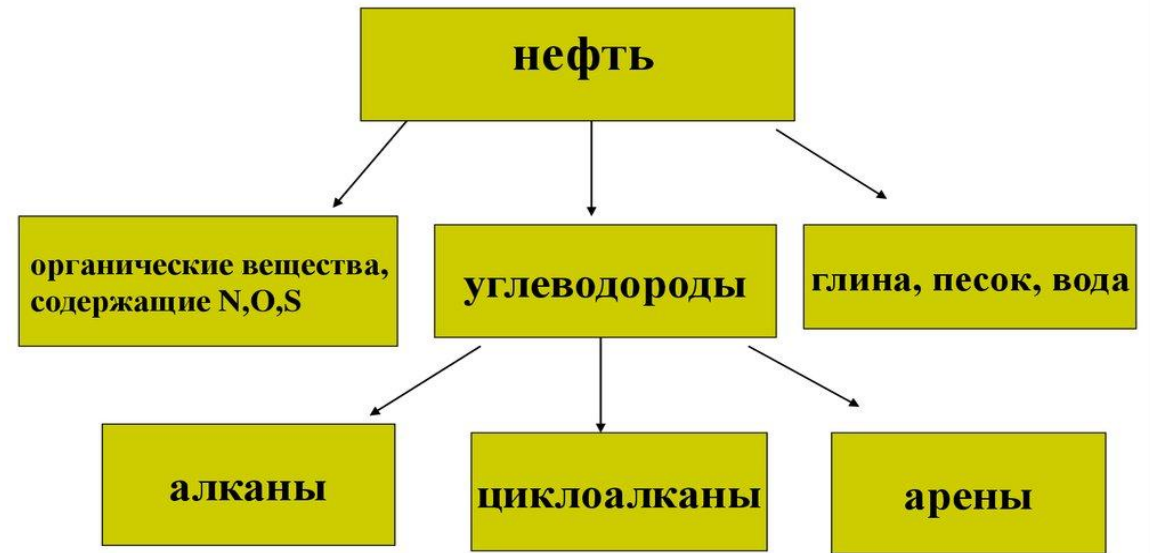 нефть
органические вещества,
содержащие N,O,S
углеводороды
глина, песок, вода
алканы
циклоалканы
арены